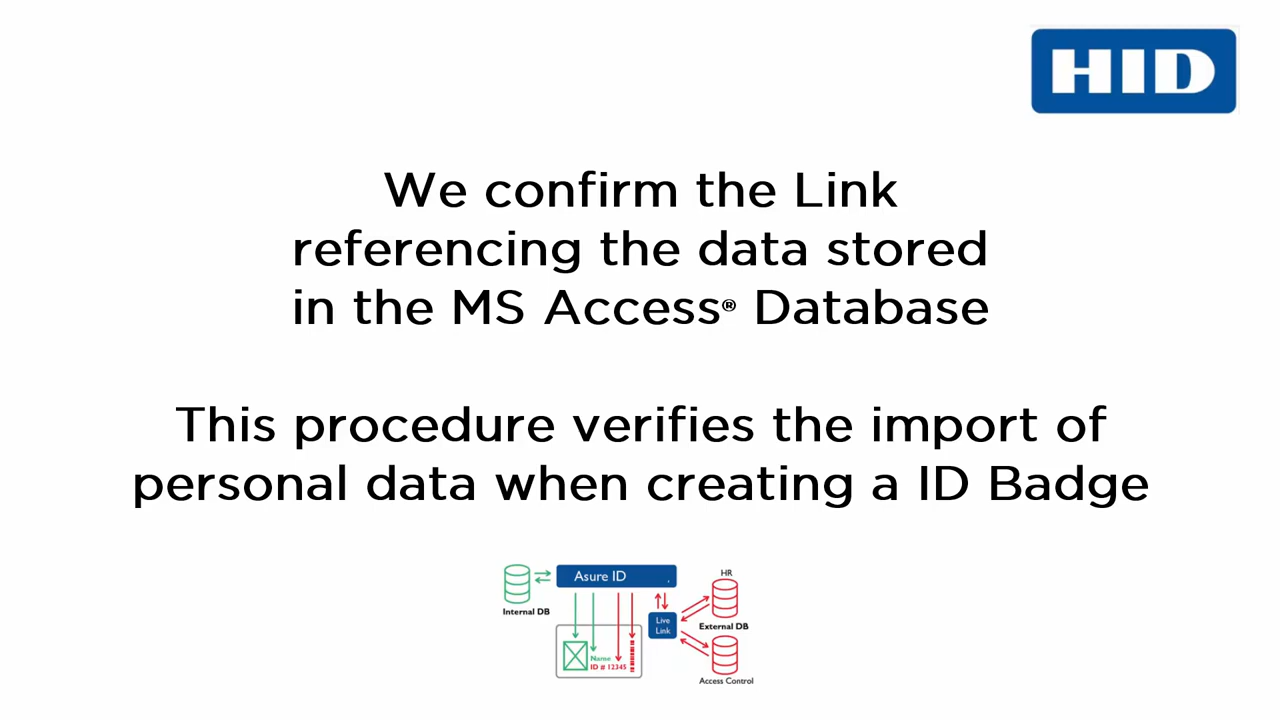 HID
We confirm the Link
referencing the data stored
in the MS Access® Database
This procedure verifies the import of
personal data when creating a ID Badge
Asure ID
Internal DB
HR
Live
Link
External DB
Name
ID # 12345
Access Control